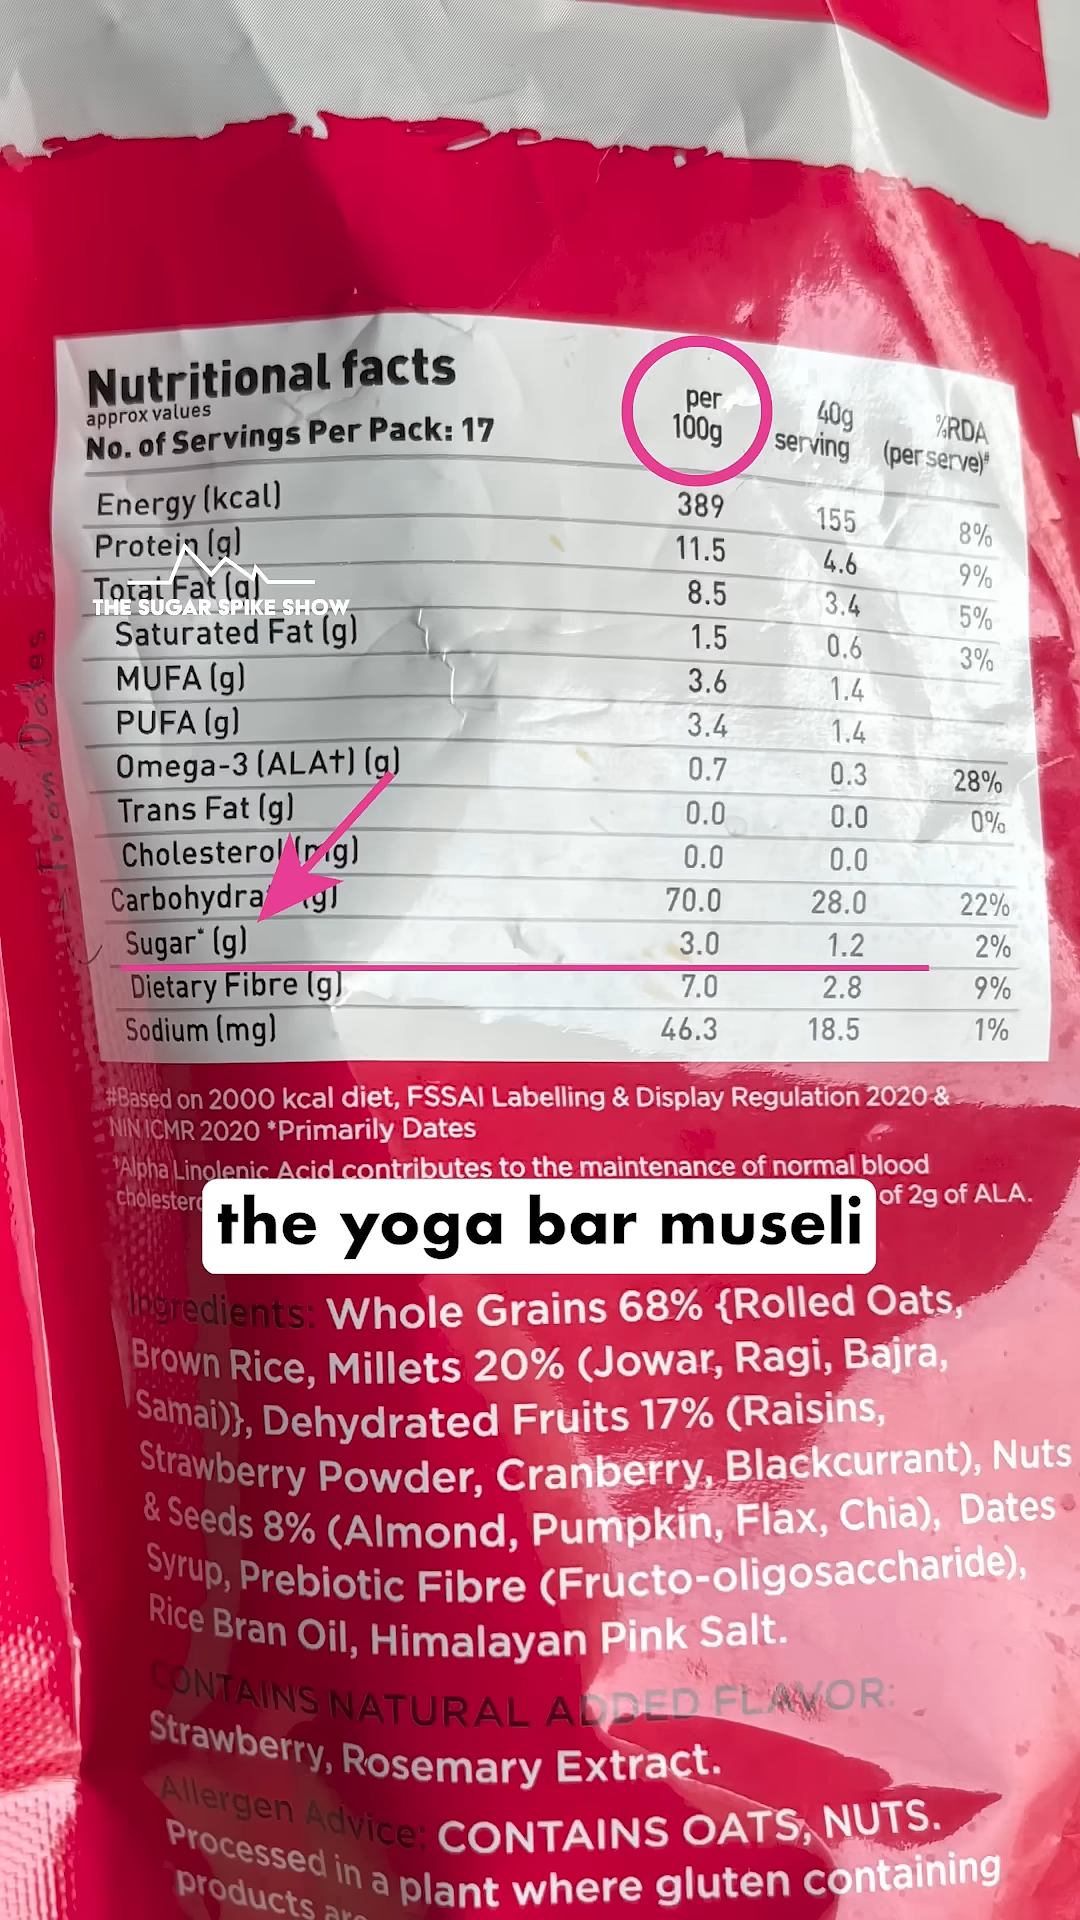 Nutritional facts
approx values
No. of Servings Per Pack: 17
per 100g
40g serving
%RDA (per serve)#
Energy (kcal) 389 155 8%
Protein (g) 11.5 4.6 9%
Total Fat (g) 8.5 3.4 5%
THE SUGAR SPIKE SHOW
Saturated Fat (g) 1.5 0.6 3%
MUFA (g) 3.6 1.4
PUFA (g) 3.4 1.4
Omega-3 (ALA†) (g) 0.7 0.3 28%
Trans Fat (g) 0.0 0.0 0%
Cholesterol (mg) 0.0 0.0
Carbohydra (g) 70.0 28.0 22%
Sugar* (g) 3.0 1.2 2%
Dietary Fibre (g) 7.0 2.8 9%
Sodium (mg) 46.3 18.5 1%
From Dates
#Based on 2000 kcal diet, FSSAI Labelling & Display Regulation 2020 &
NIN ICMR 2020 *Primarily Dates
Alpha Linolenic Acid contributes to the maintenance of normal blood
of 2g of ALA.
the yoga bar museli
Ingredients: Whole Grains 68% {Rolled Oats,
Brown Rice, Millets 20% (Jowar, Ragi, Bajra,
Samai)}, Dehydrated Fruits 17% (Raisins,
Strawberry Powder, Cranberry, Blackcurrant), Nuts
& Seeds 8% (Almond, Pumpkin, Flax, Chia), Dates
Syrup, Prebiotic Fibre (Fructo-oligosaccharide),
Rice Bran Oil, Himalayan Pink Salt.
CONTAINS NATURAL ADDED FLAVOR:
Strawberry, Rosemary Extract.
Allergen Advice: CONTAINS OATS, NUTS.
Processed in a plant where gluten containing
products are